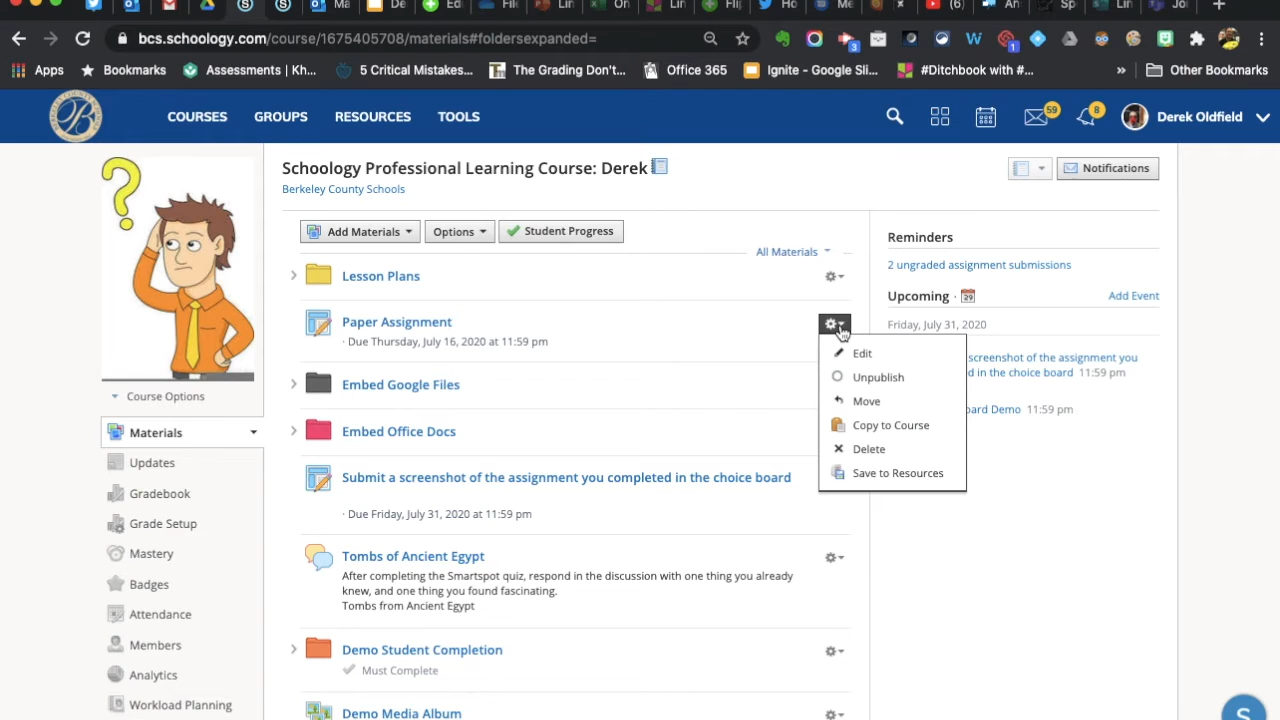 bcs.schoology.com/course/1675405708/materials#foldersexpanded=
3
1
Apps
Bookmarks
Assessments | Kh...
5 Critical Mistakes...
The Grading Don't...
Office 365
Ignite - Google Sli...
#Ditchbook with #...
»
Other Bookmarks
COURSES
GROUPS
RESOURCES
TOOLS
59
8
Derek Oldfield
Schoology Professional Learning Course: Derek
Berkeley County Schools
Notifications
Add Materials
Options
Student Progress
All Materials
Lesson Plans
Paper Assignment
· Due Thursday, July 16, 2020 at 11:59 pm
Embed Google Files
Embed Office Docs
Submit a screenshot of the assignment you completed in the choice board
· Due Friday, July 31, 2020 at 11:59 pm
Tombs of Ancient Egypt
After completing the Smartspot quiz, respond in the discussion with one thing you already
knew, and one thing you found fascinating.
Tombs from Ancient Egypt
Demo Student Completion
Must Complete
Demo Media Album
Edit
Unpublish
Move
Copy to Course
Delete
Save to Resources
Reminders
2 ungraded assignment submissions
Upcoming ·
29
Add Event
Friday, July 31, 2020
screenshot of the assignment you
d in the choice board 11:59 pm
oard Demo 11:59 pm
Course Options
Materials
Updates
Gradebook
Grade Setup
Mastery
Badges
Attendance
Members
Analytics
Workload Planning
S